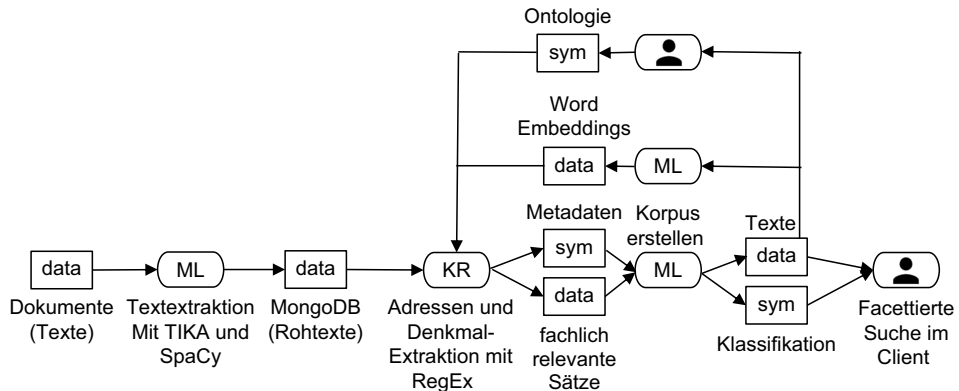 Ontologie
sym
Word
Embeddings
data
ML
Metadaten
sym
Korpus
erstellen
Texte
data
data
ML
data
KR
data
ML
sym
Dokumente
(Texte)
Textextraktion
Mit TIKA und
SpaCy
MongoDB
(Rohtexte)
Adressen und
Denkmal-
Extraktion mit
RegEx
fachlich
relevante
Sätze
Klassifikation
Facettierte
Suche im
Client